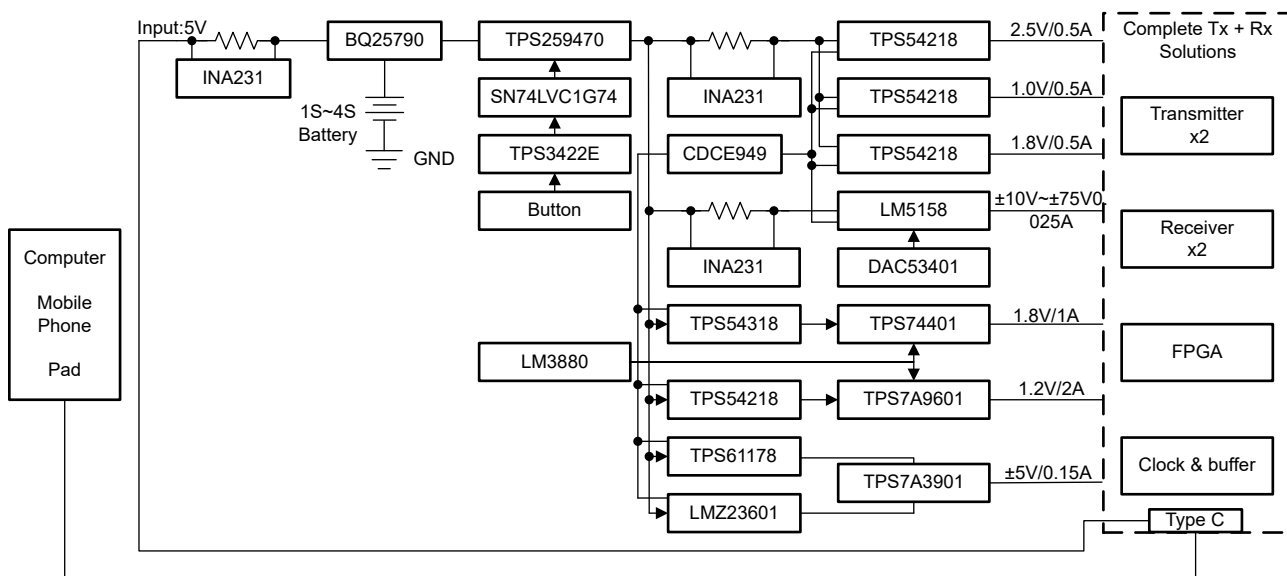 Input:5V
INA231
BQ25790
1S~4S
Battery
GND
TPS259470
SN74LVC1G74
TPS3422E
Button
INA231
CDCE949
INA231
TPS54218
TPS54218
TPS54218
LM5158
DAC53401
2.5V/0.5A
1.0V/0.5A
1.8V/0.5A
±10V~±75V0
025A
TPS54318
TPS74401
1.8V/1A
LM3880
TPS54218
TPS7A9601
1.2V/2A
TPS61178
TPS7A3901
±5V/0.15A
LMZ23601
Computer
Mobile
Phone
Pad
Complete Tx + Rx
Solutions
Transmitter
x2
Receiver
x2
FPGA
Clock & buffer
Type C